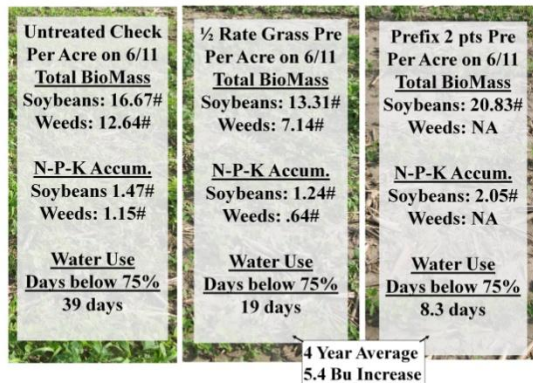 Untreated Check
Per Acre on 6/11
Total BioMass
Soybeans: 16.67#
Weeds: 12.64#
N-P-K Accum.
Soybeans 1.47#
Weeds: 1.15#
Water Use
Days below 75%
39 days
½ Rate Grass Pre
Per Acre on 6/11
Total BioMass
Soybeans: 13.31#
Weeds: 7.14#
N-P-K Accum.
Soybeans: 1.24#
Weeds: .64#
Water Use
Days below 75%
19 days
Prefix 2 pts Pre
Per Acre on 6/11
Total BioMass
Soybeans: 20.83#
Weeds: NA
N-P-K Accum.
Soybeans: 2.05#
Weeds: NA
Water Use
Days below 75%
8.3 days
4 Year Average
5.4 Bu Increase